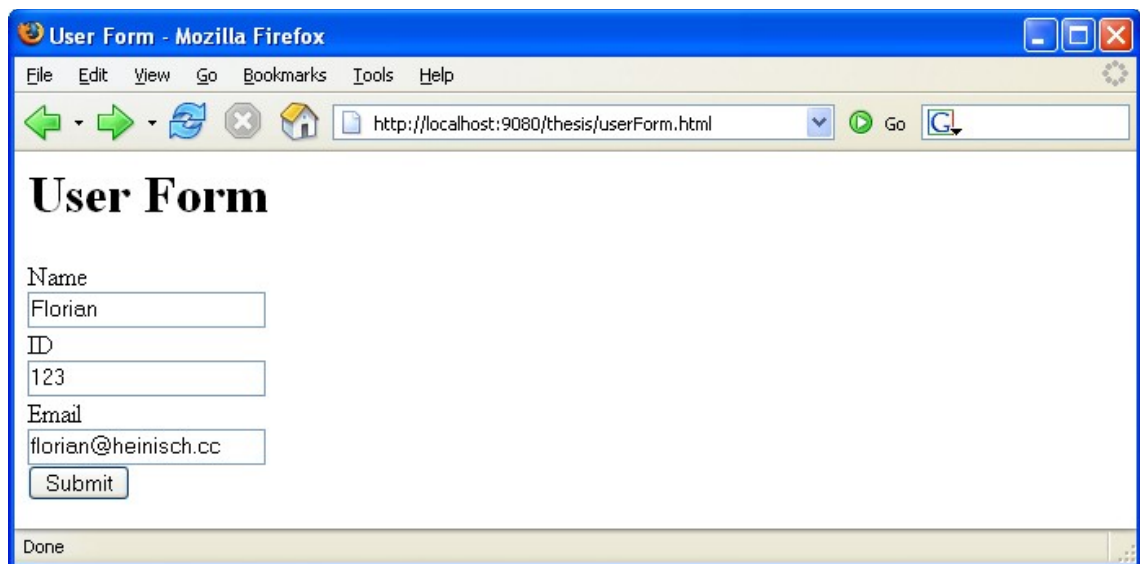 User Form - Mozilla Firefox
File Edit View Go Bookmarks Tools Help
http://localhost:9080/thesis/userForm.html Go G
User Form
Name
Florian
ID
123
Email
florian@heinisch.cc
Submit
Done